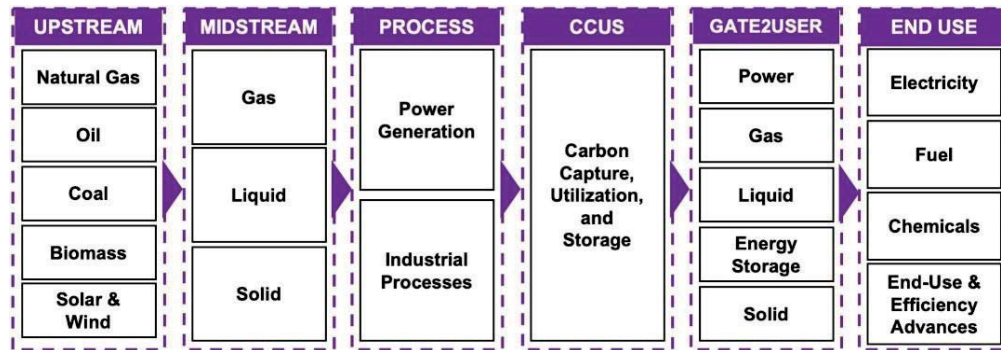 UPSTREAM
Natural Gas
Oil
Coal
Biomass
Solar &
Wind
MIDSTREAM
Gas
Liquid
Solid
PROCESS
Power
Generation
Industrial
Processes
CCUS
Carbon
Capture,
Utilization,
and
Storage
GATE2USER
Power
Gas
Liquid
Energy
Storage
Solid
END USE
Electricity
Fuel
Chemicals
End-Use &
Efficiency
Advances